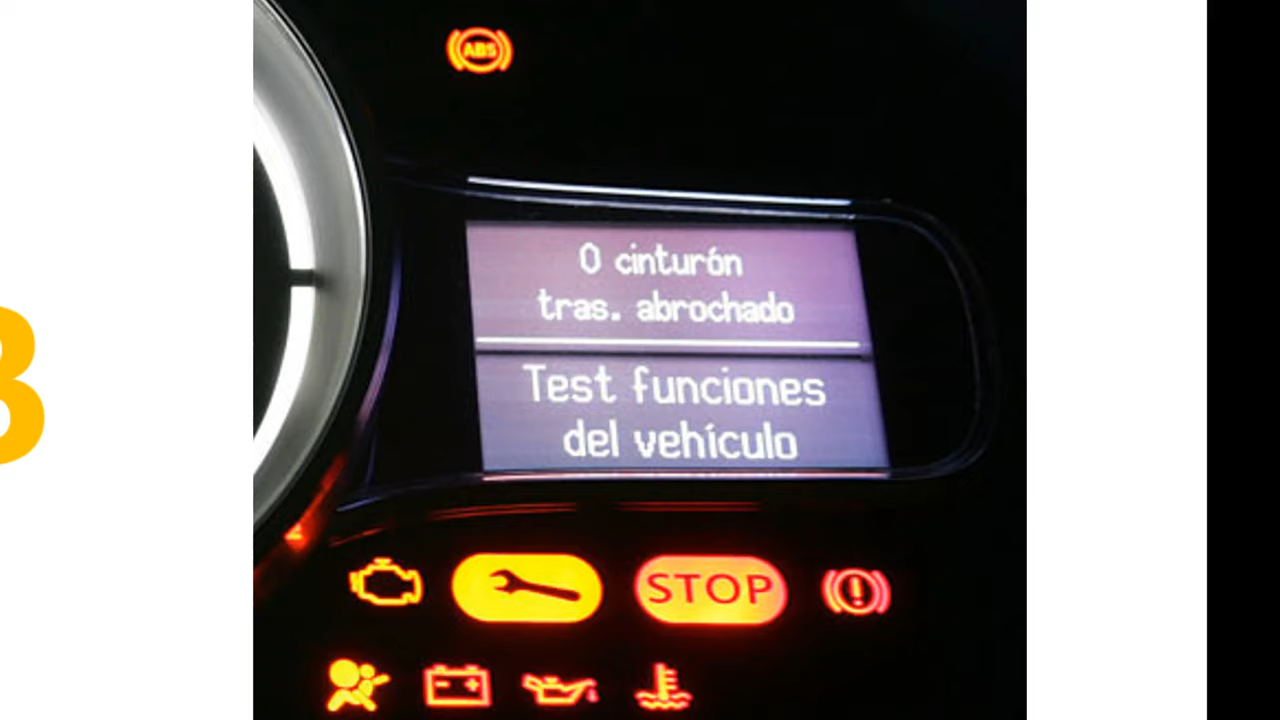 ABS
0 cinturón
tras. abrochado
Test funciones
del vehículo
STOP